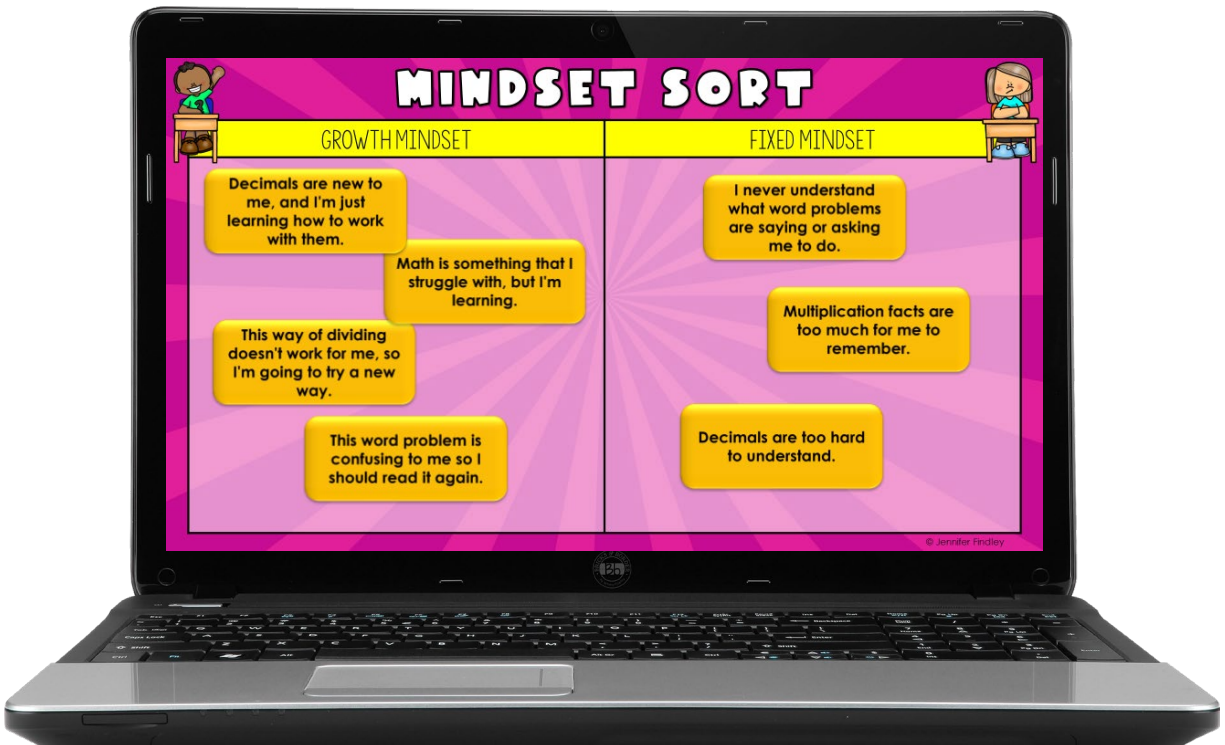 MINDSET SORT
GROWTH MINDSET
FIXED MINDSET
Decimals are new to
me, and I'm just
learning how to work
with them.
Math is something that I
struggle with, but I'm
learning.
This way of dividing
doesn't work for me, so
I'm going to try a new
way.
This word problem is
confusing to me so I
should read it again.
I never understand
what word problems
are saying or asking
me to do.
Multiplication facts are
too much for me to
remember.
Decimals are too hard
to understand.
© Jennifer Findley